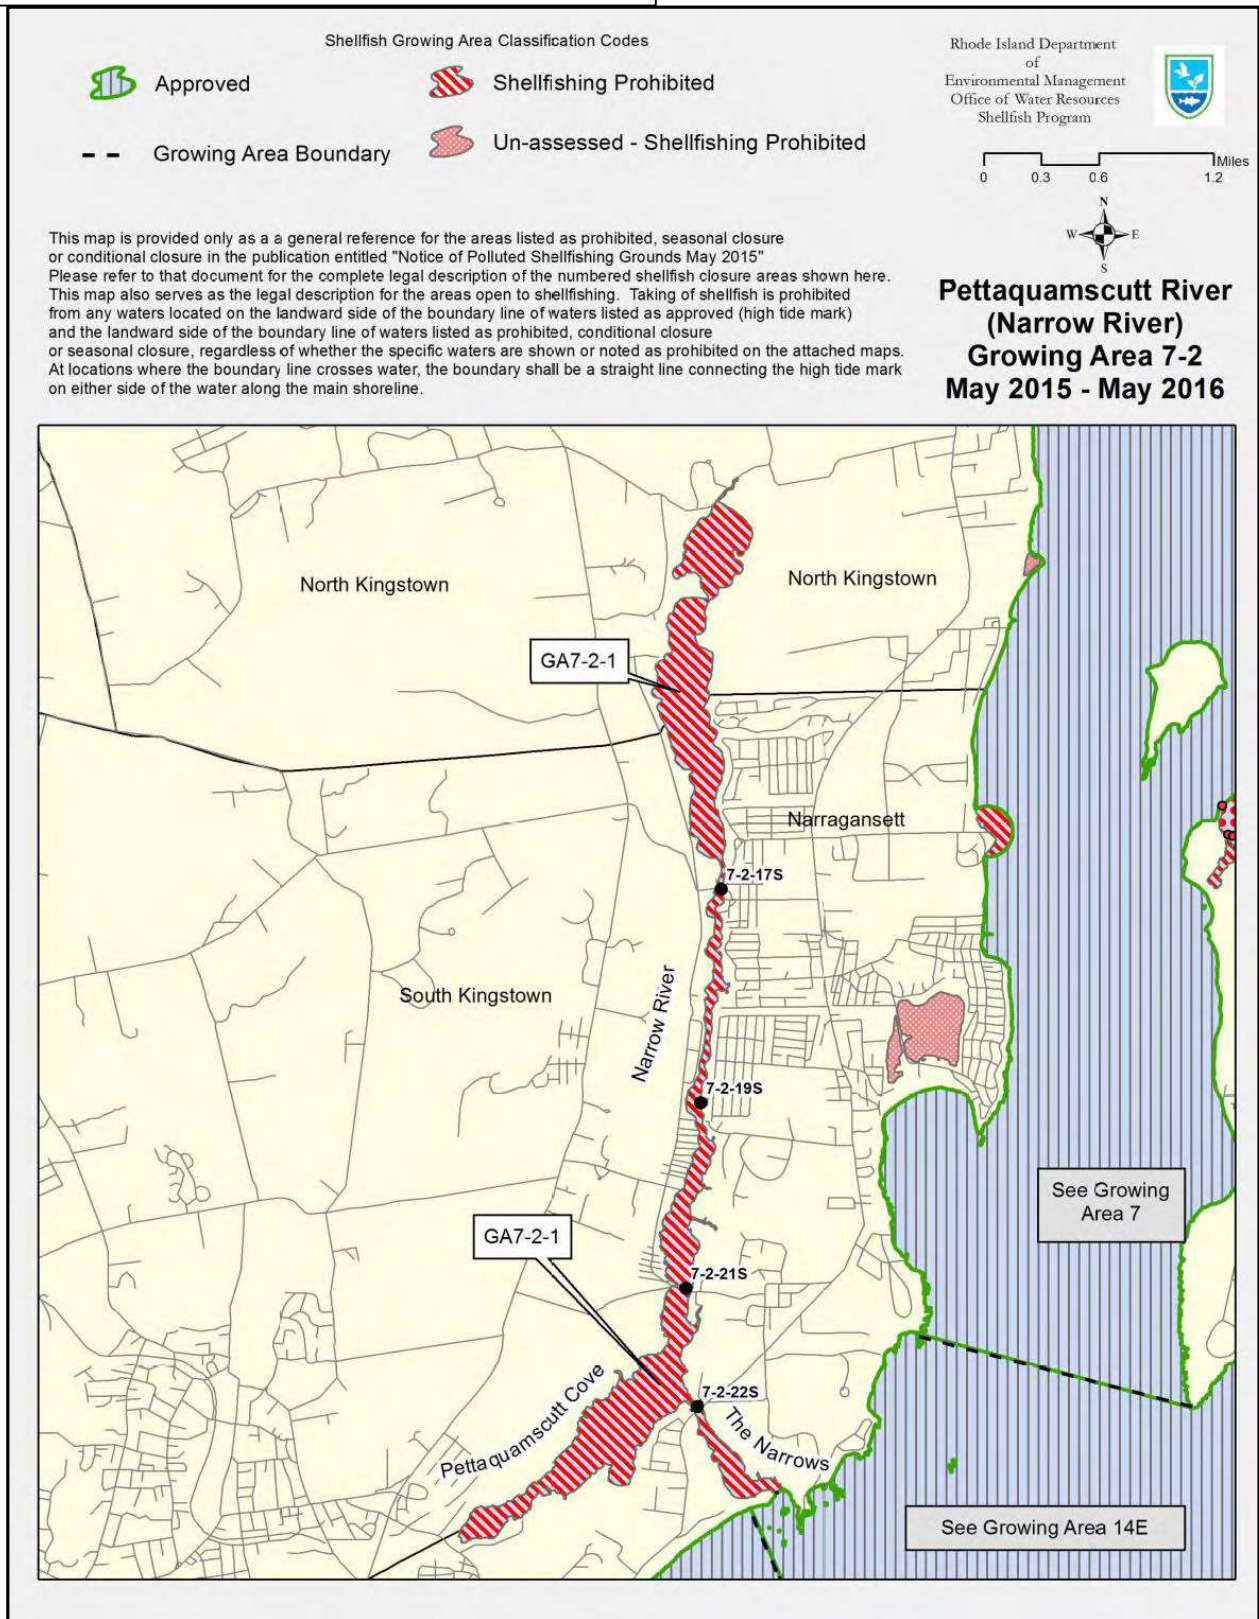 Shellfish Growing Area Classification Codes
Approved
Shellfishing Prohibited
Growing Area Boundary
Un-assessed - Shellfishing Prohibited
Rhode Island Department
of
Environmental Management
Office of Water Resources
Shellfish Program
Miles
0 0.3 0.6 1.2
N
W E
S
This map is provided only as a a general reference for the areas listed as prohibited, seasonal closure
or conditional closure in the publication entitled "Notice of Polluted Shellfishing Grounds May 2015"
Please refer to that document for the complete legal description of the numbered shellfish closure areas shown here.
This map also serves as the legal description for the areas open to shellfishing. Taking of shellfish is prohibited
from any waters located on the landward side of the boundary line of waters listed as approved (high tide mark)
and the landward side of the boundary line of waters listed as prohibited, conditional closure
or seasonal closure, regardless of whether the specific waters are shown or noted as prohibited on the attached maps.
At locations where the boundary line crosses water, the boundary shall be a straight line connecting the high tide mark
on either side of the water along the main shoreline.
Pettaquamscutt River
(Narrow River)
Growing Area 7-2
May 2015 - May 2016
North Kingstown
North Kingstown
GA7-2-1
Narragansett
7-2-17S
South Kingstown
Narrow River
7-2-19S
See Growing
Area 7
GA7-2-1
7-2-21S
Pettaquamscutt Cove
7-2-22S
The Narrows
See Growing Area 14E